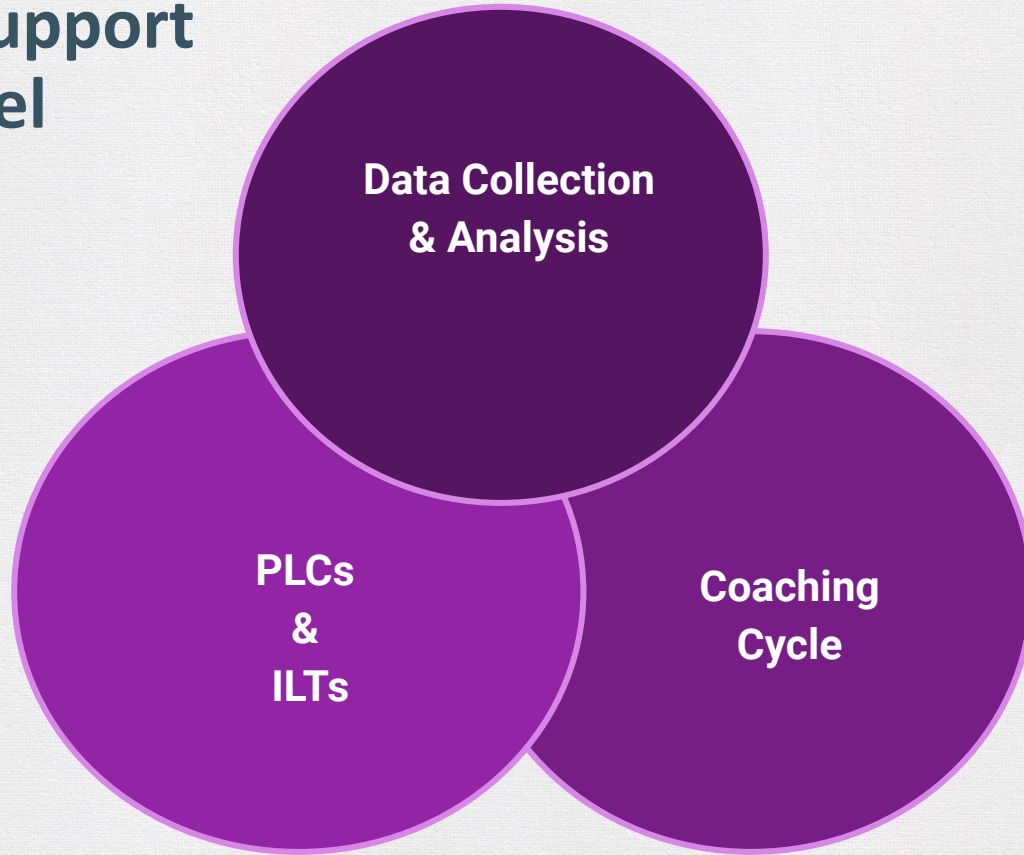 upport
el
Data Collection
& Analysis
PLCs
&
ILTs
Coaching
Cycle